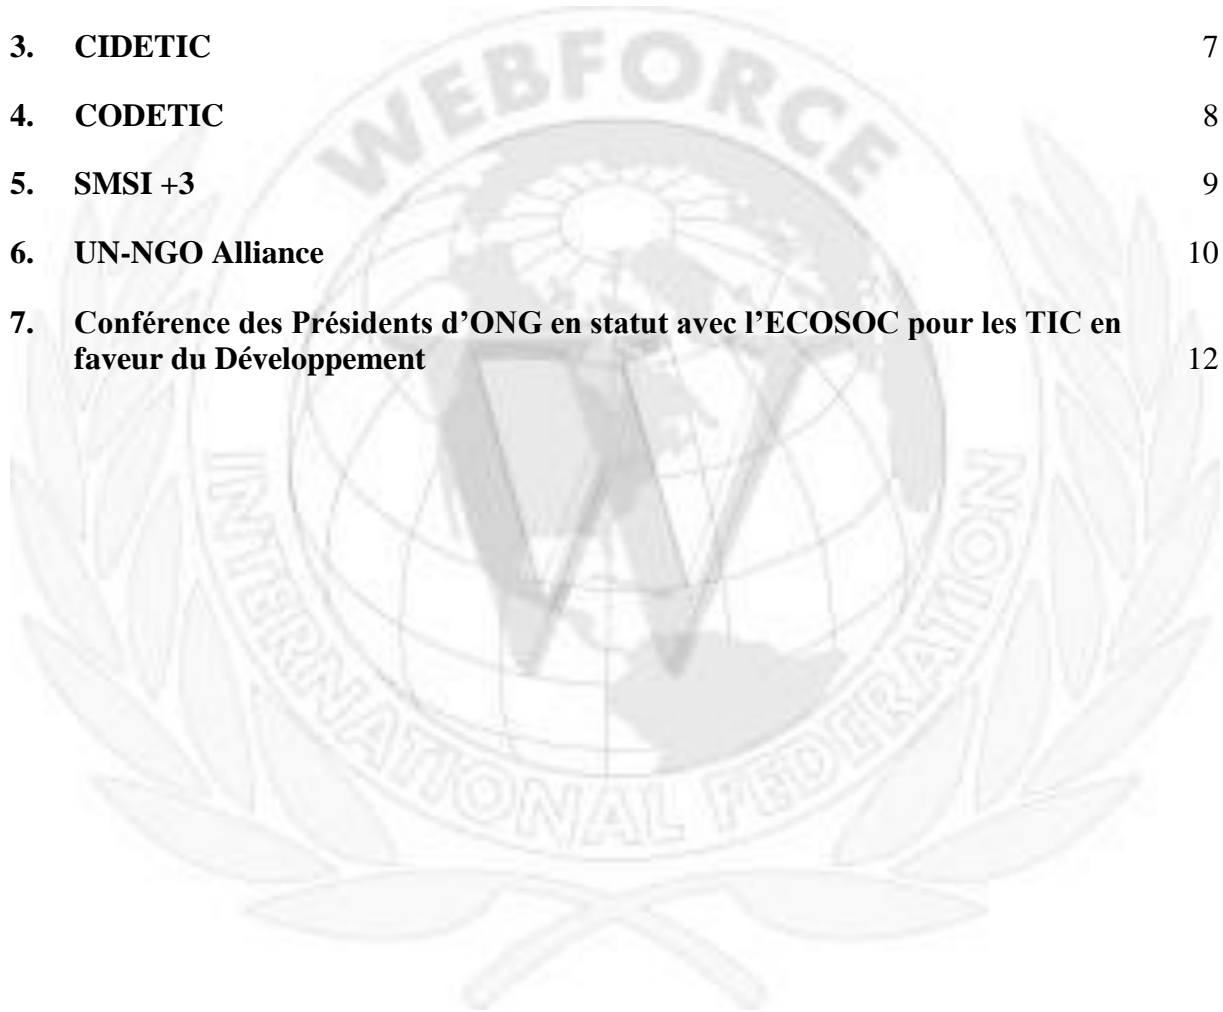 3. CIDETIC 7
4. CODETIC 8
5. SMSI +3 9
6. UN-NGO Alliance 10
7. Conférence des Présidents d’ONG en statut avec l’ECOSOC pour les TIC en
faveur du Développement 12
WEBFORCE
W
INTERNATIONAL FEDERATION